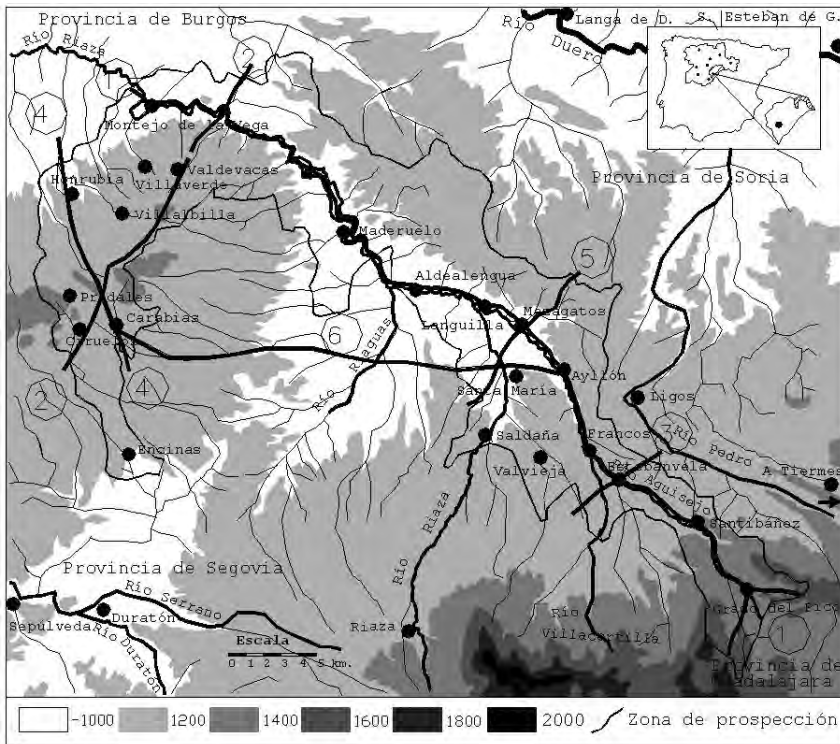 Provincia de Burgos
Langa de D.
S. Esteban de G.
Río Riaza
Río Duero
2
4
1
Montejo de la Vega
Valdevacas
Villaverde
Honrubia
Villalbilla
Provincia de Soria
Maderuelo
5
Aldealengua
Pradales
Carabias
Languilla
Mazagatos
Ciruelos
6
Río Riaguas
Ayllón
2
4
Santa María
Ligos
Saldaña
Francos
3
Río Pedro
Encinas
Valvieja
Estebanvela
A Tiermes
Río Aguisejo
Río Riaza
Santibáñez
Provincia de Segovia
Río Serrano
Sepúlveda
Duratón
Río Duratón
Escala
0 1 2 3 4 5 km.
Riaza
Río Villacortilla
Grado del Pico
1
Provincia de Guadalajara
-1000
1200
1400
1600
1800
2000
Zona de prospección